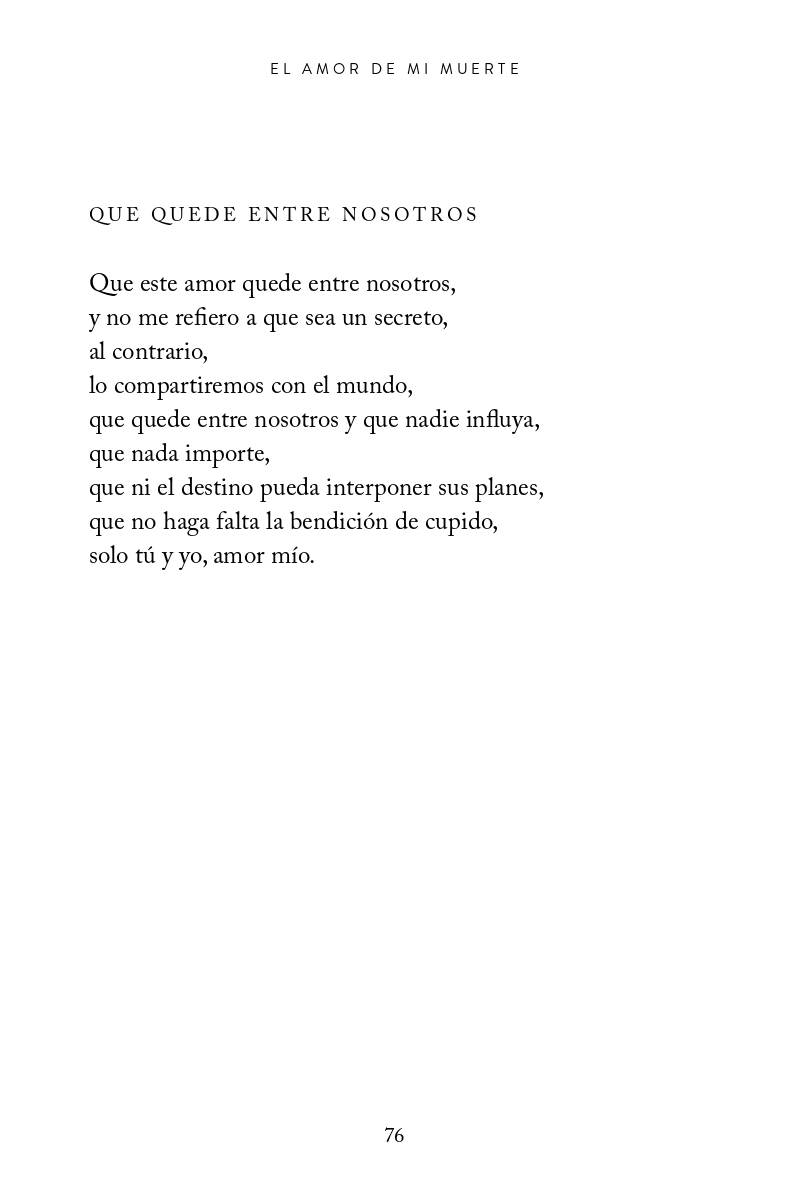 EL AMOR DE MI MUERTE
QUE QUEDE ENTRE NOSOTROS
Que este amor quede entre nosotros,
y no me refiero a que sea un secreto,
al contrario,
lo compartiremos con el mundo,
que quede entre nosotros y que nadie influya,
que nada importe,
que ni el destino pueda interponer sus planes,
que no haga falta la bendición de cupido,
solo tú y yo, amor mío.
76